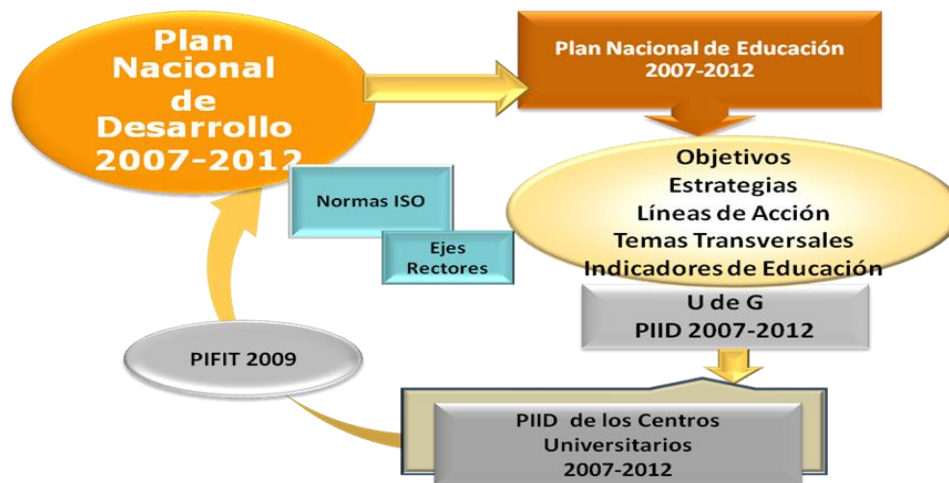 Plan
Nacional
de
Desarrollo
2007-2012
Plan Nacional de Educación
2007-2012
Objetivos
Estrategias
Líneas de Acción
Temas Transversales
Indicadores de Educación
Normas ISO
Ejes
Rectores
U de G
PIID 2007-2012
PIFIT 2009
PIID de los Centros
Universitarios
2007-2012